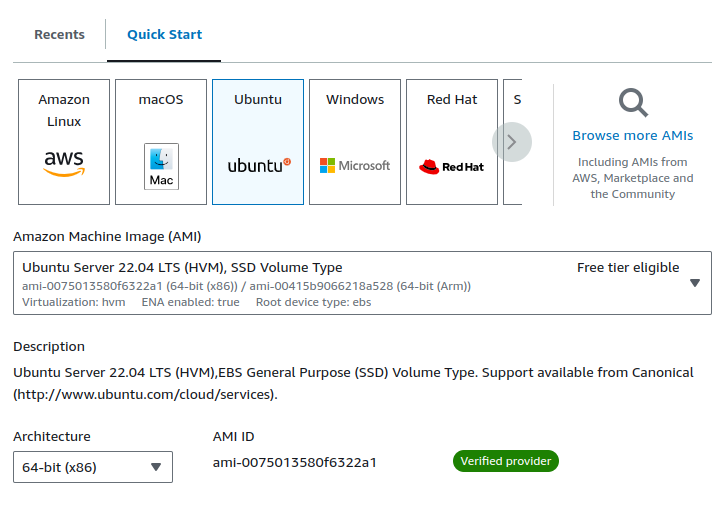 Recents
Quick Start
Amazon
Linux
aws
macOS
Mac
Ubuntu
ubuntu
Windows
Microsoft
Red Hat
Red Hat
S
Browse more AMIs
Including AMIs from
AWS, Marketplace and
the Community
Amazon Machine Image (AMI)
Ubuntu Server 22.04 LTS (HVM), SSD Volume Type
Free tier eligible
ami-0075013580f6322a1 (64-bit (x86)) / ami-00415b9066218a528 (64-bit (Arm))
Virtualization: hvm ENA enabled: true Root device type: ebs
Description
Ubuntu Server 22.04 LTS (HVM),EBS General Purpose (SSD) Volume Type. Support available from Canonical
(http://www.ubuntu.com/cloud/services).
Architecture
AMI ID
64-bit (x86)
ami-0075013580f6322a1
Verified provider